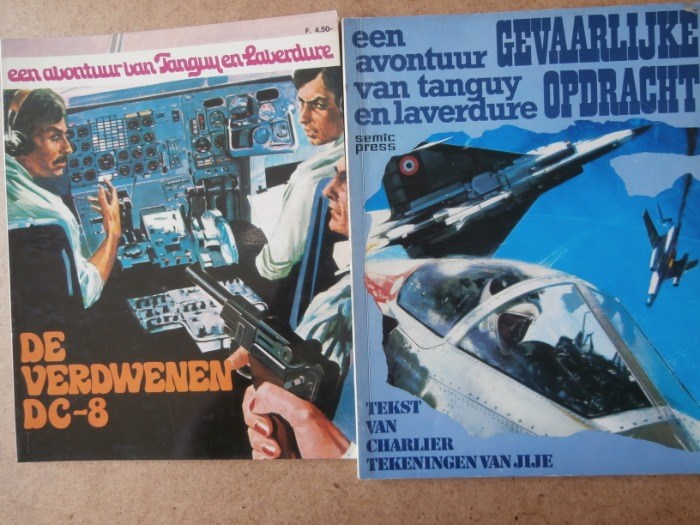 F. 4.50-
een avontuur van Tanguy en Laverdure
DE
VERDWENEN
DC-8
een
avontuur
van tanguy
en laverdure
GEVAARLIJKE
OPDRACHT
semic
press
TEKST
VAN
CHARLIER
TEKENINGEN VAN JIJE